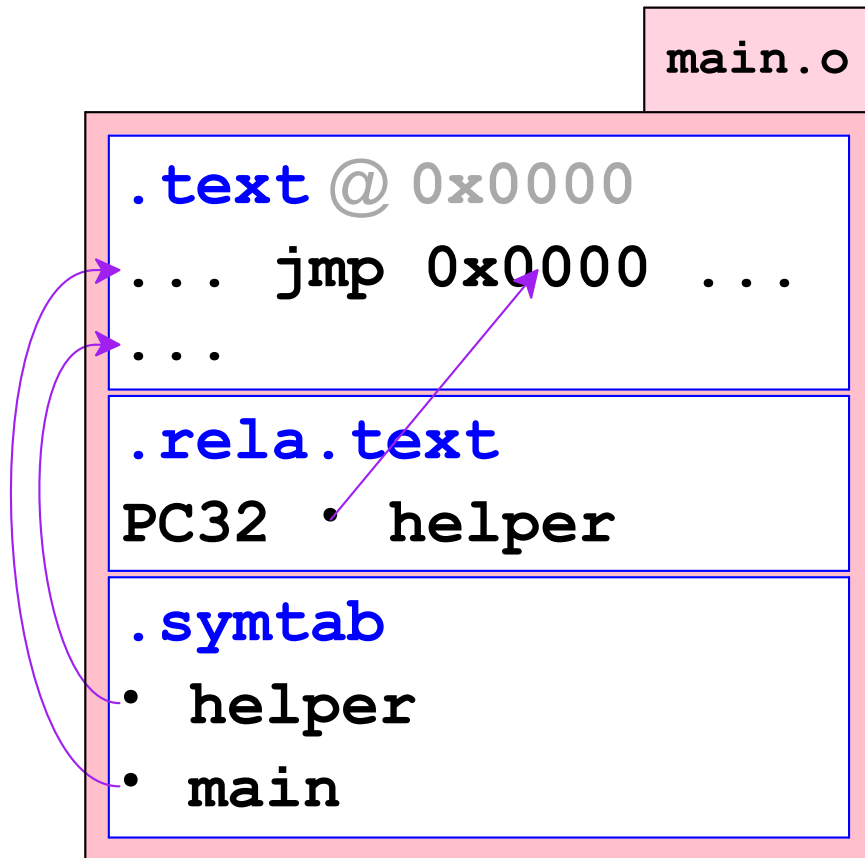 main.o
.text @ 0x0000
... jmp 0x0000 ...
...
.rela.text
PC32 • helper
.symtab
• helper
• main